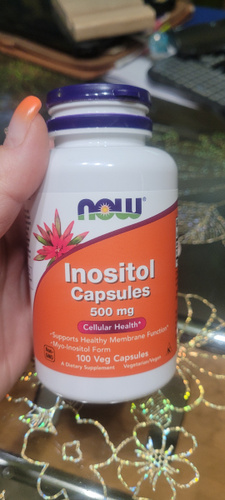 now
Inositol
Capsules
500 mg
Cellular Health*
•Supports Healthy Membrane Function*
•Myo-Inositol Form
100 Veg Capsules
A Dietary Supplement Vegetarian/Vegan